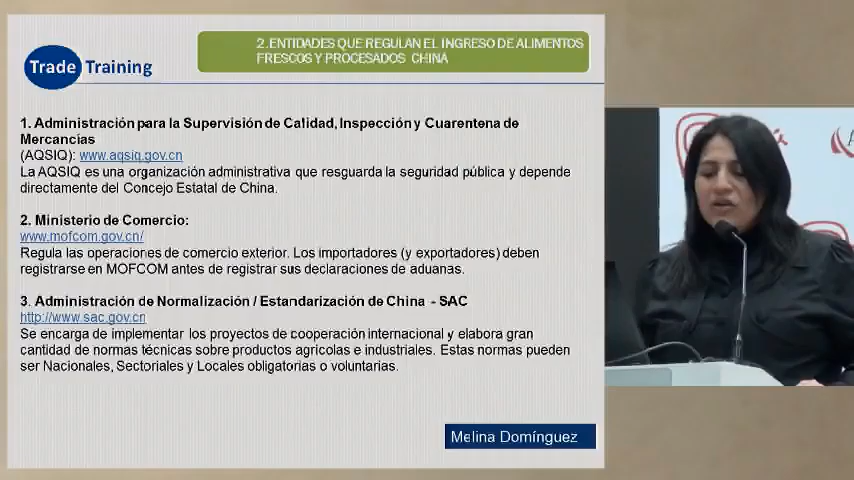 2.ENTIDADES QUE REGULAN EL INGRESO DE ALIMENTOS
FRESCOS Y PROCESADOS CHINA
Trade Training
1. Administración para la Supervisión de Calidad, Inspección y Cuarentena de
Mercancías
(AQSIQ): www.aqsiq.gov.cn
La AQSIQ es una organización administrativa que resguarda la seguridad pública y depende
directamente del Concejo Estatal de China.
2. Ministerio de Comercio:
www.mofcom.gov.cn/
Regula las operaciones de comercio exterior. Los importadores (y exportadores) deben
registrarse en MOFCOM antes de registrar sus declaraciones de aduanas.
3. Administración de Normalización / Estandarización de China - SAC
http://www.sac.gov.cn
Se encarga de implementar los proyectos de cooperación internacional y elabora gran
cantidad de normas técnicas sobre productos agrícolas e industriales. Estas normas pueden
ser Nacionales, Sectoriales y Locales obligatorias o voluntarias.
Melina Domínguez